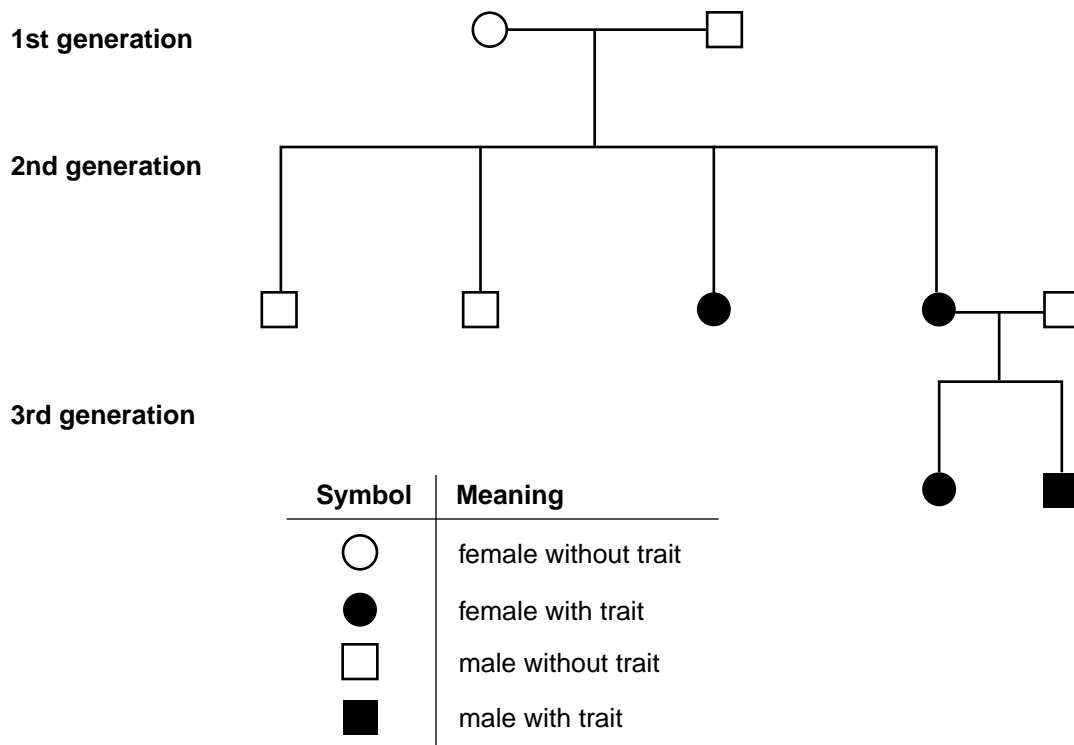 1st generation
2nd generation
3rd generation
Symbol Meaning
female without trait
female with trait
male without trait
male with trait